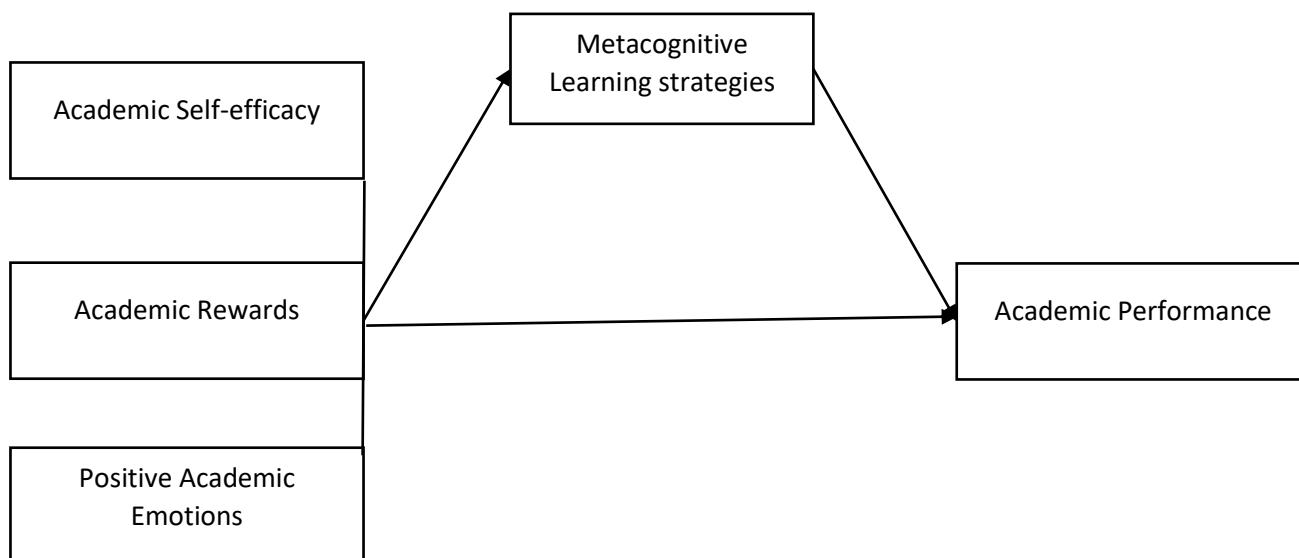 Metacognitive
Learning strategies
Academic Self-efficacy
Academic Rewards
Academic Performance
Positive Academic
Emotions